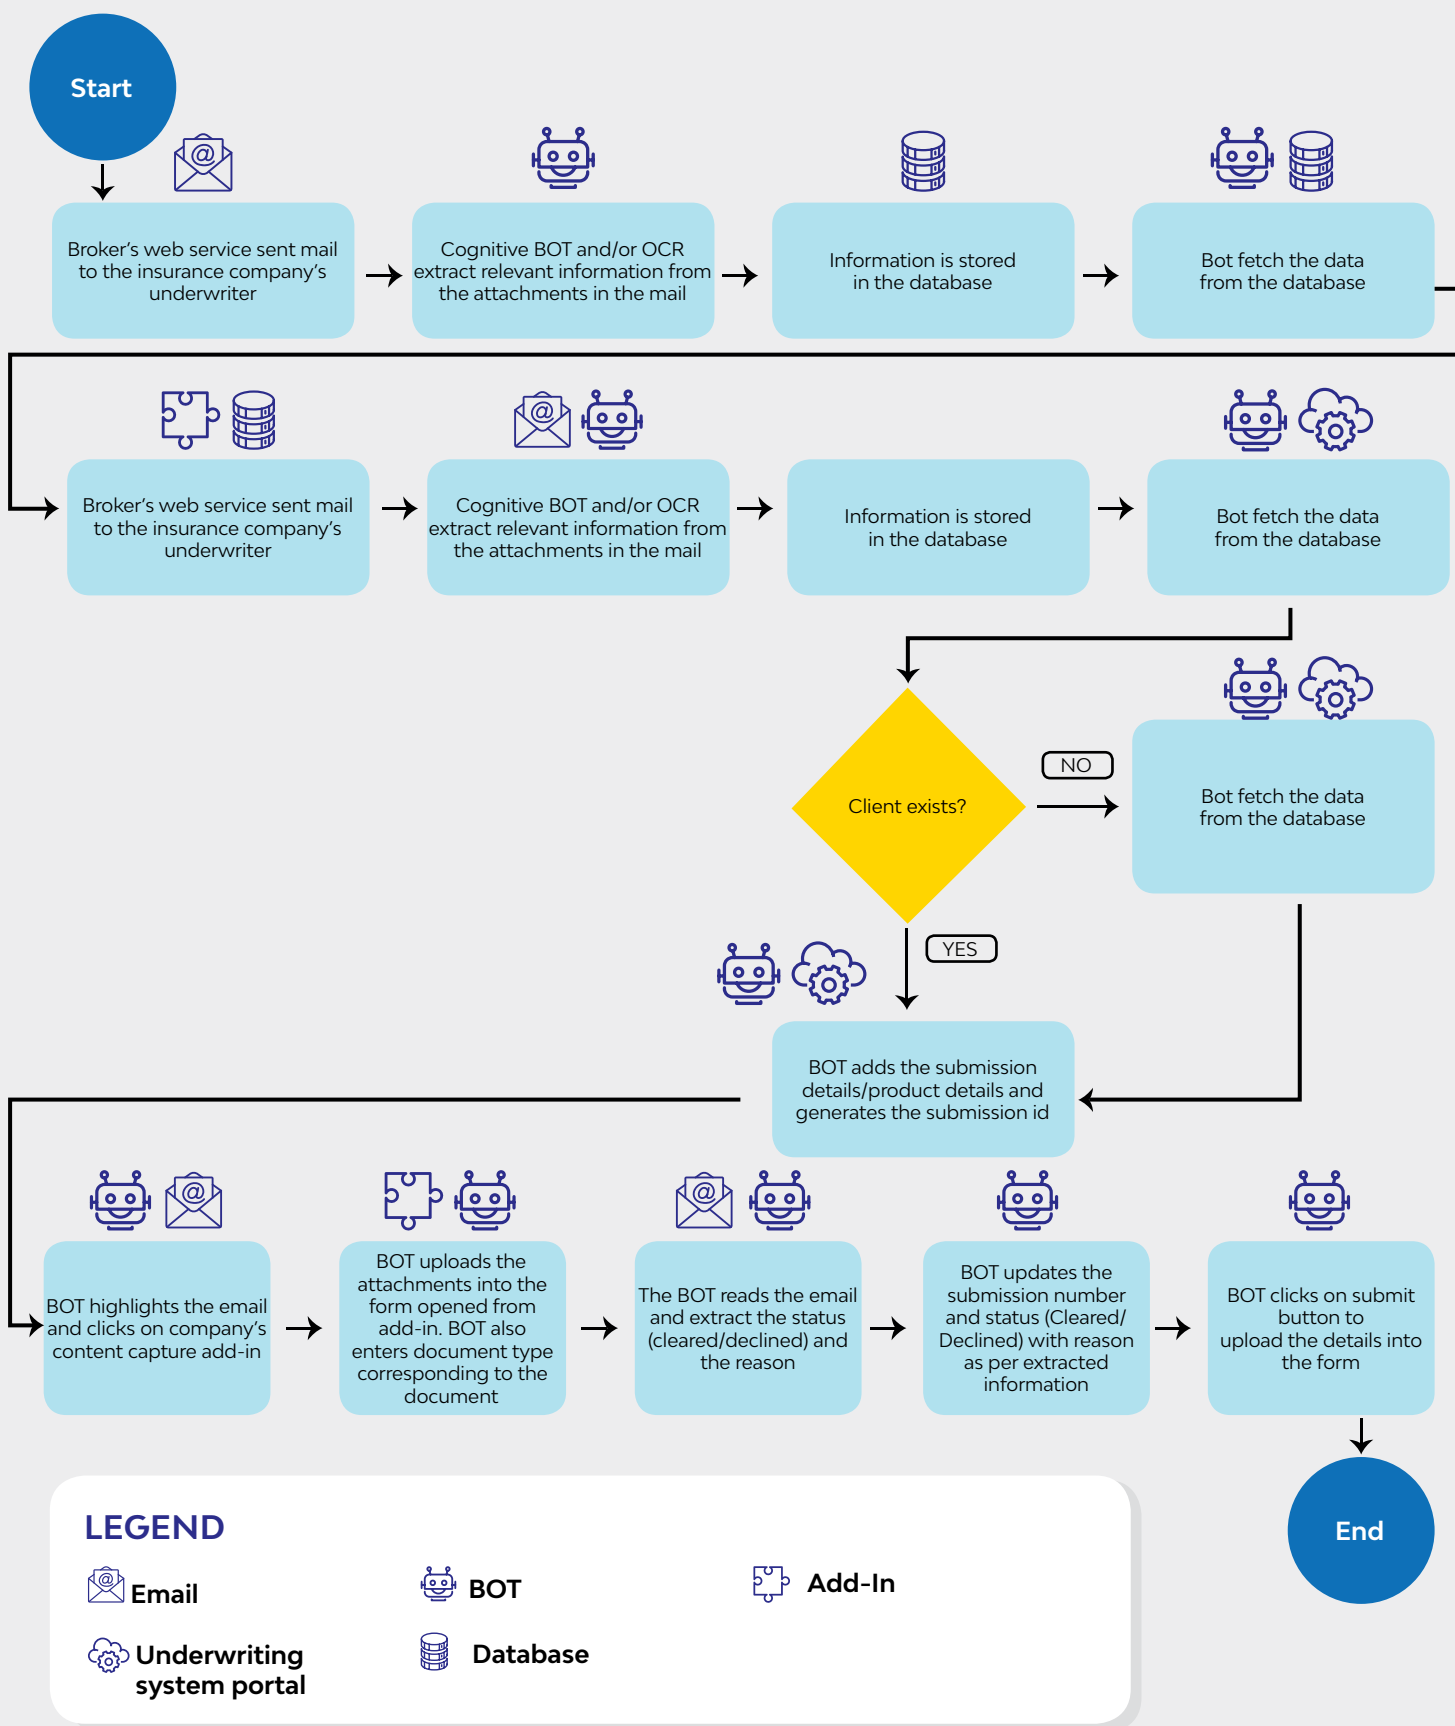 Start
Broker's web service sent mail
to the insurance company's
underwriter
Cognitive BOT and/or OCR
extract relevant information from
the attachments in the mail
Information is stored
in the database
Bot fetch the data
from the database
Broker's web service sent mail
to the insurance company's
underwriter
Cognitive BOT and/or OCR
extract relevant information from
the attachments in the mail
Information is stored
in the database
Bot fetch the data
from the database
Client exists?
NO
Bot fetch the data
from the database
YES
BOT adds the submission
details/product details and
generates the submission id
BOT highlights the email
and clicks on company's
content capture add-in
BOT uploads the
attachments into the
form opened from
add-in. BOT also
enters document type
corresponding to the
document
The BOT reads the email
and extract the status
(cleared/declined) and
the reason
BOT updates the
submission number
and status (Cleared/
Declined) with reason
as per extracted
information
BOT clicks on submit
button to
upload the details into
the form
End
LEGEND
Email
BOT
Add-In
Underwriting
system portal
Database